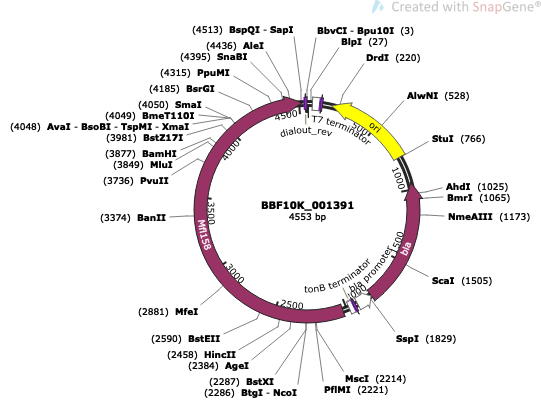 Created with SnapGene®
(4513) BspQI - SapI
BbvCI - Bpu10I (3)
(4436) AleI
BlpI (27)
(4395) SnaBI
DrdI (220)
(4315) PpuMI
(4185) BsrGI
AlwNI (528)
(4050) SmaI
(4049) BmeT110I
(4048) AvaI - BsoBI - TspMI - XmaI
StuI (766)
(3981) BstZ17I
(3877) BamHI
(3849) MluI
(3736) PvuII
AhdI (1025)
BmrI (1065)
(3374) BanII
NmeAIII (1173)
ScaI (1505)
(2881) MfeI
SspI (1829)
(2590) BstEII
(2458) HincII
(2384) AgeI
(2287) BstXI
MscI (2214)
(2286) BtgI - NcoI
PflMI (2221)
BBF10K_001391
4553 bp
dialout_rev
T7 terminator
ori
bla
bla promoter
tonB terminator
Mfl158
500
1000
2500
3000
3500
4000
4500